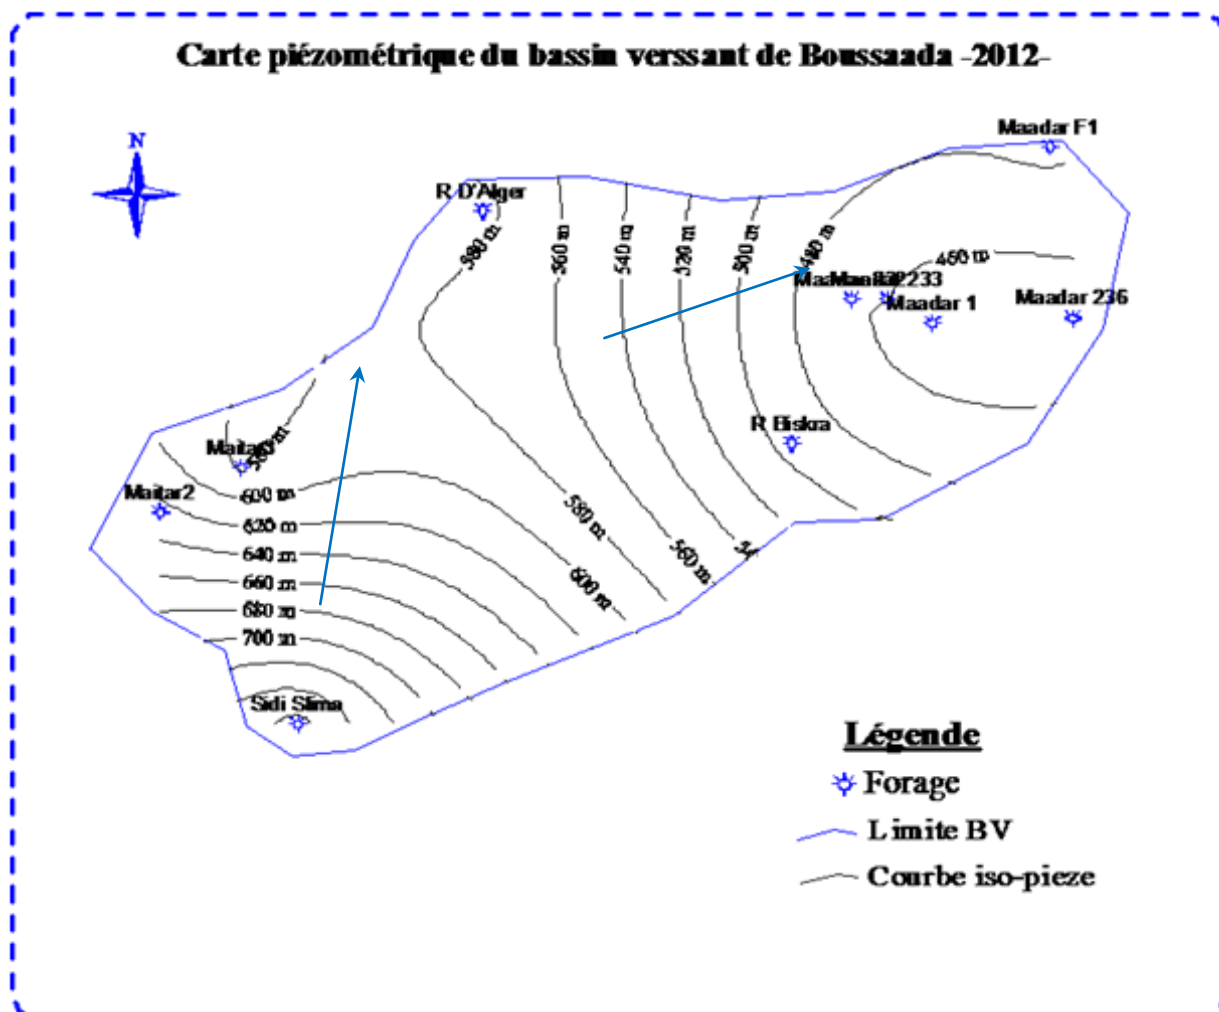 Carte piézométrique du bassin verssant de Boussaada -2012-
N
Maadar F1
R D'Alger
580 m
560 m
540 m
520 m
500 m
480 m
460 m
233
Maadar 1
Maadar 236
R Biskra
Maitar2
600 m
620 m
640 m
660 m
680 m
700 m
580 m
560 m
54
600 m
Sidi Slima
Légende
Forage
Limite BV
Courbe iso-pieze